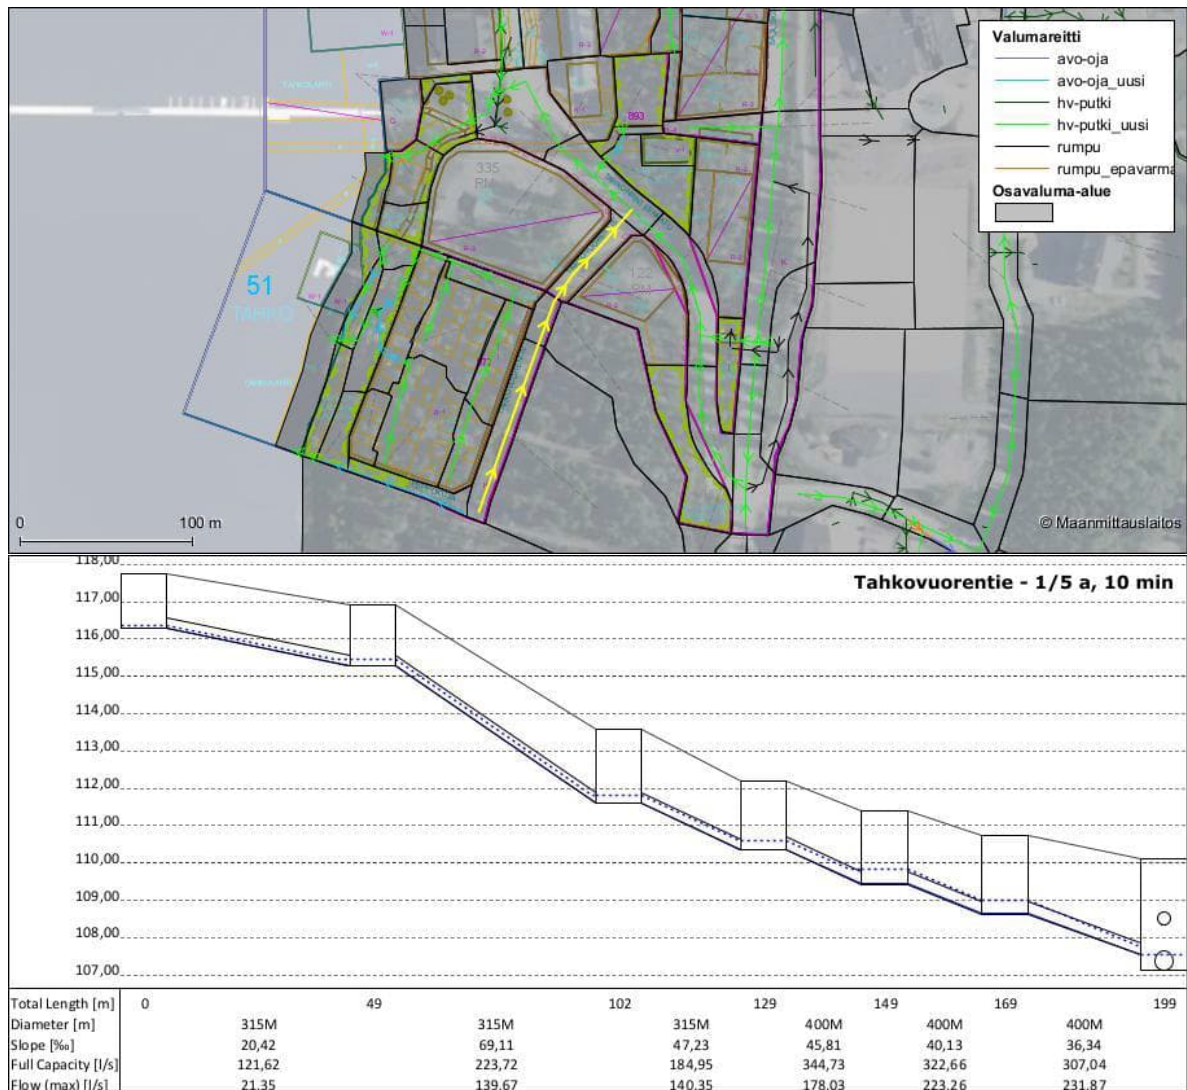 Valumareitti
avo-oja
avo-oja_uusi
hv-putki
hv-putki_uusi
rumpu
rumpu_epavarma
Osavaluma-alue
893
335
RM
122
51
TAHKO
0 100 m
© Maanmittauslaitos
Tahkovuorentie - 1/5 a, 10 min
118,00
117,00
116,00
115,00
114,00
113,00
112,00
111,00
110,00
109,00
108,00
107,00
Total Length [m] 0 49 102 129 149 169 199
Diameter [m] 315M 315M 315M 400M 400M 400M
Slope [‰] 20,42 69,11 47,23 45,81 40,13 36,34
Full Capacity [l/s] 121,62 223,72 184,95 344,73 322,66 307,04
Flow (max) [l/s] 21,35 139,67 140,35 178,03 223,26 231,87